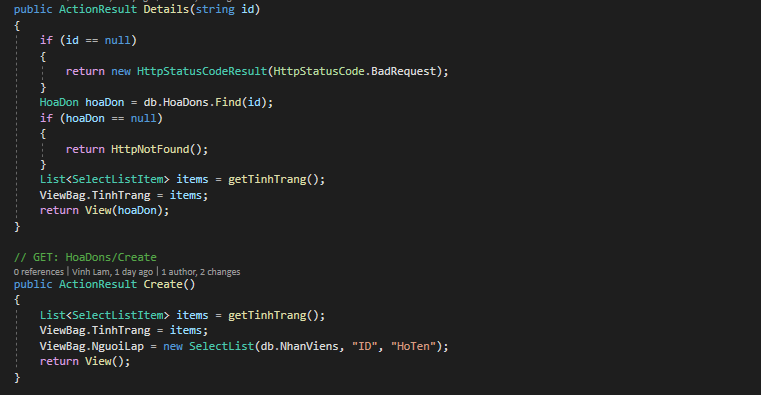 public ActionResult Details(string id)
{
if (id == null)
{
return new HttpStatusCodeResult(HttpStatusCode.BadRequest);
}
HoaDon hoaDon = db.HoaDons.Find(id);
if (hoaDon == null)
{
return HttpNotFound();
}
List<SelectListItem> items = getTinhTrang();
ViewBag.TinhTrang = items;
return View(hoaDon);
}
// GET: HoaDons/Create
0 references | Vinh Lam, 1 day ago | 1 author, 2 changes
public ActionResult Create()
{
List<SelectListItem> items = getTinhTrang();
ViewBag.TinhTrang = items;
ViewBag.NguoiLap = new SelectList(db.NhanViens, "ID", "HoTen");
return View();
}